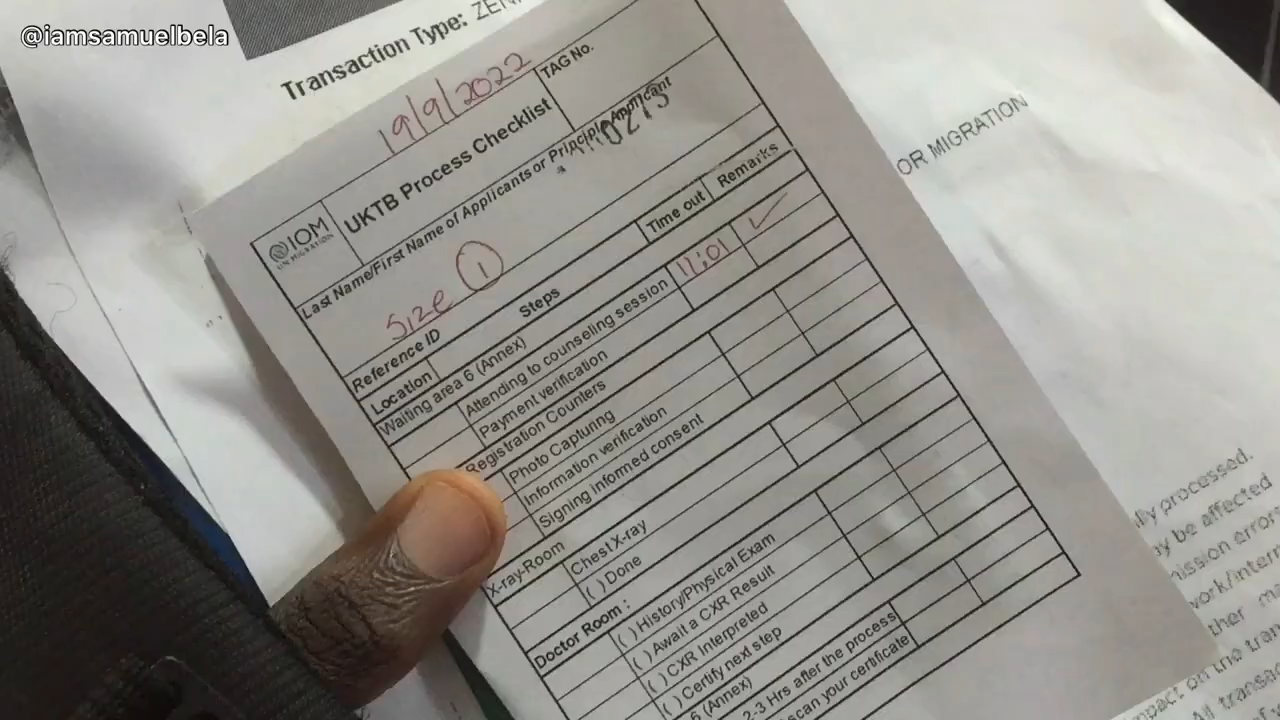 @iamsamuelbela
Transaction Type:
19/9/2022
TAG No.
IOM
UN MIGRATION
UKTB Process Checklist
Last Name/First Name of Applicants or Principle Applicant
Size 1
Reference ID
Location
Steps
Time out
Remarks
Waiting area 6 (Annex)
Attending to counseling session
11:01
✓
Payment verification
Registration Counters
Photo Capturing
Information verification
Signing informed consent
X-ray-Room
Chest X-ray
( ) Done
Doctor Room :
( ) History/Physical Exam
( ) Await a CXR Result
( ) CXR Interpreted
( ) Certify next step
6 (Annex)
2-3 Hrs after the process
scan your certificate
OR MIGRATION
processed.
be affected
errors